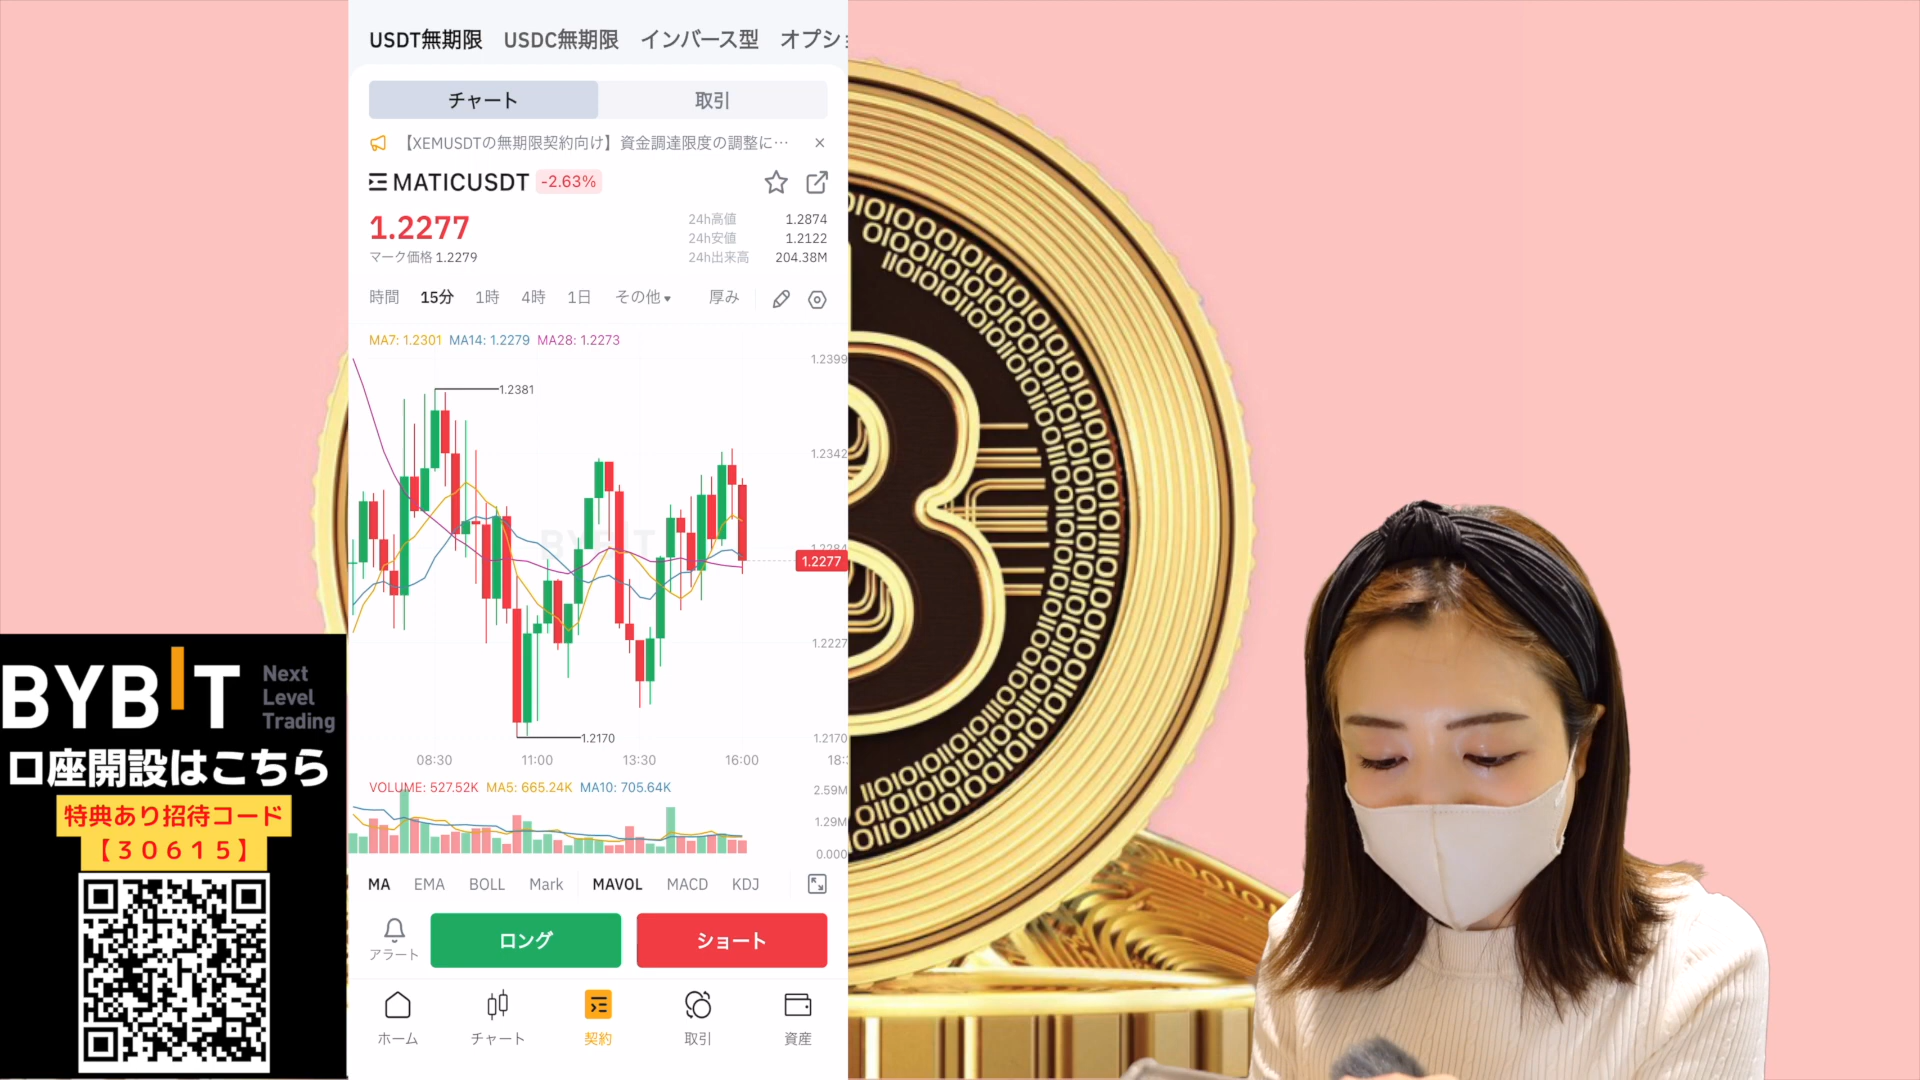 USDT無期限 USDC無期限 インバース型 オプショ
チャート 取引
【XEMUSDTの無期限契約向け】資金調達限度の調整に…
MATICUSDT -2.63%
1.2277
マーク価格 1.2279
24h高値 1.2874
24h安値 1.2122
24h出来高 204.38M
時間 15分 1時 4時 1日 その他 厚み
MA7: 1.2301 MA14: 1.2279 MA28: 1.2273
1.2399
1.2381
1.2342
BYBIT
1.2284
1.2277
1.2227
1.2170
1.2170
08:30 11:00 13:30 16:00 18:
VOLUME: 527.52K MA5: 665.24K MA10: 705.64K
2.59M
1.29M
0.000
MA EMA BOLL Mark MAVOL MACD KDJ
アラート
ロング
ショート
ホーム チャート 契約 取引 資産
BYBIT
Next
Level
Trading
口座開設はこちら
特典あり招待コード
【３０６１５】